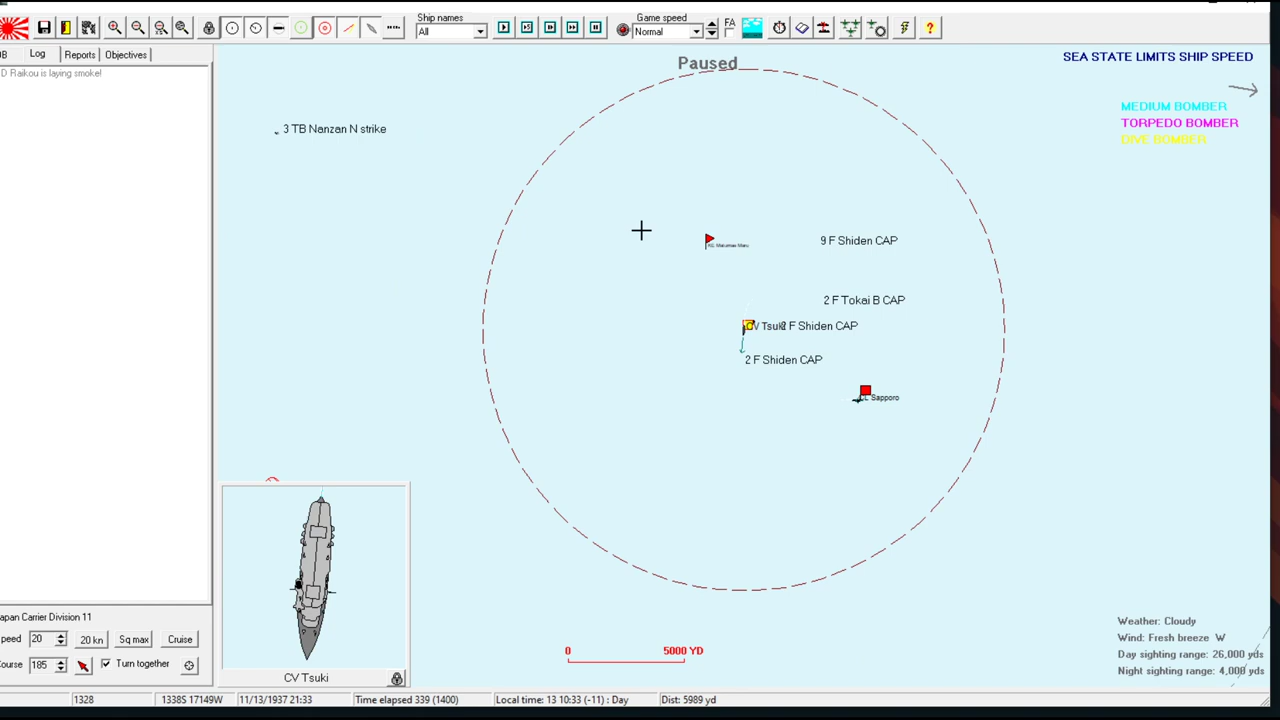 Ship names
Game speed
All
Normal
FA
?
OB
Log
Reports
Objectives
D Raikou is laying smoke!
Paused
SEA STATE LIMITS SHIP SPEED
MEDIUM BOMBER
TORPEDO BOMBER
DIVE BOMBER
3 TB Nanzan N strike
9 F Shiden CAP
2 F Tokai B CAP
CV Tsuki
2 F Shiden CAP
2 F Shiden CAP
CL Sapporo
CV Tsuki
apan Carrier Division 11
peed 20 20 kn Sq max Cruise
Course 185 Turn together
0 5000 YD
Weather: Cloudy
Wind: Fresh breeze W
Day sighting range: 26,000 yds
Night sighting range: 4,000 yds
1328 1338S 17149W 11/13/1937 21:33 Time elapsed 339 (1400) Local time: 13 10:33 (-11) : Day Dist: 5989 yd